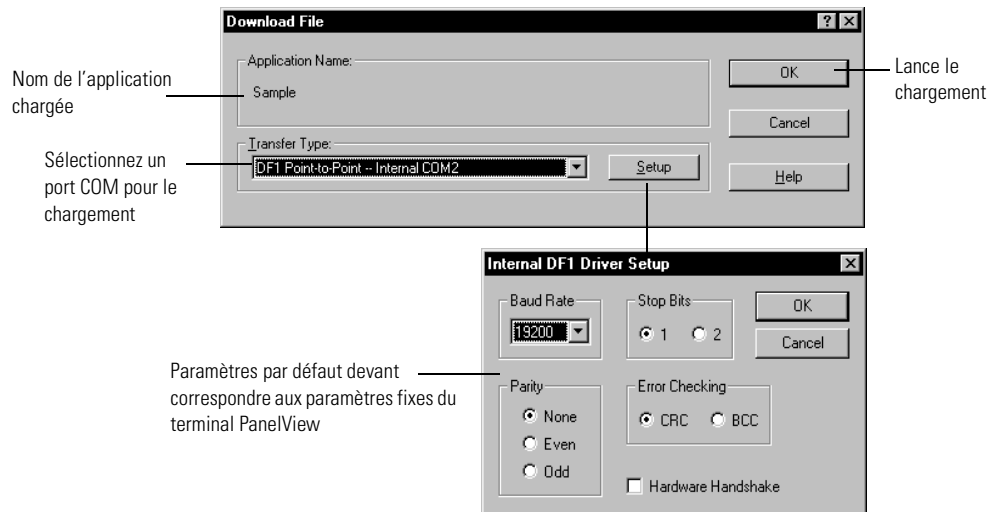 Download File
Nom de l'application
chargée
Application Name:
Sample
OK
Lance le
chargement
Cancel
Sélectionnez un
port COM pour le
chargement
Transfer Type:
DF1 Point-to-Point -- Internal COM2
Setup
Help
Internal DF1 Driver Setup
Baud Rate
19200
Stop Bits
1 2
OK
Cancel
Paramètres par défaut devant
correspondre aux paramètres fixes du
terminal PanelView
Parity
None
Even
Odd
Error Checking
CRC BCC
Hardware Handshake